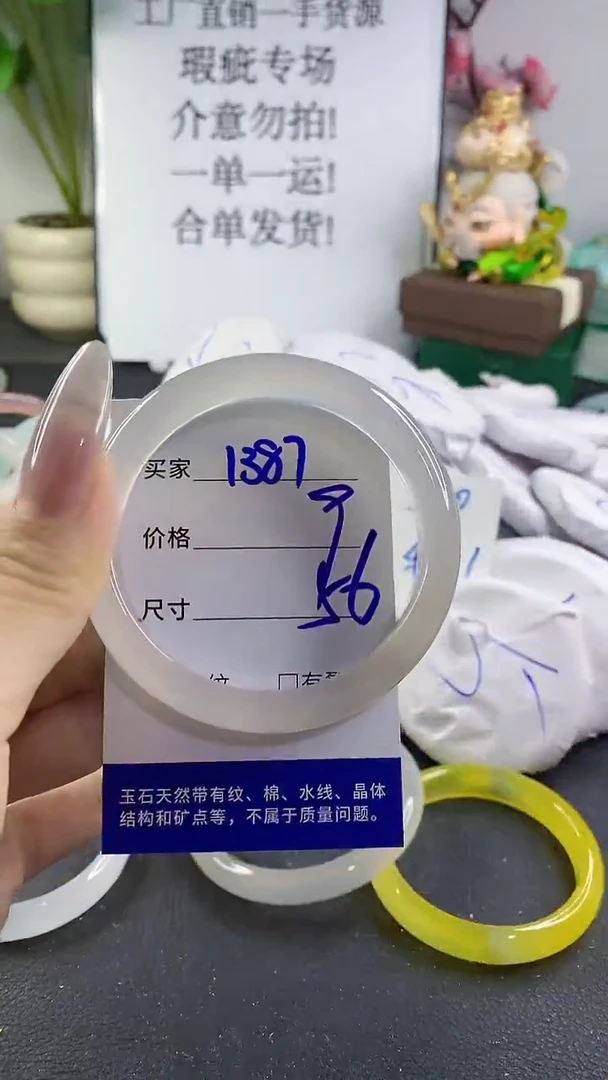 工厂直销一手货源
瑕疵专场
介意勿拍!
一单一运!
合单发货!
买家 1387
价格
尺寸 56
玉石天然带有纹、棉、水线、晶体
结构和矿点等，不属于质量问题。